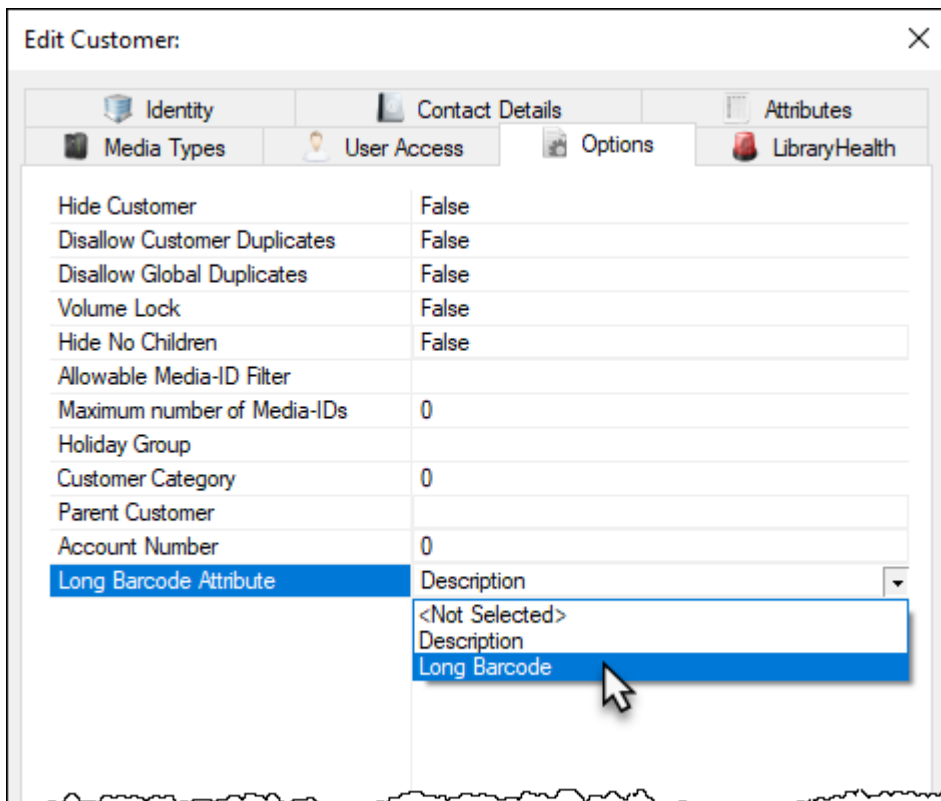 Edit Customer:
Identity Contact Details Attributes
Media Types User Access Options LibraryHealth
Hide Customer False
Disallow Customer Duplicates False
Disallow Global Duplicates False
Volume Lock False
Hide No Children False
Allowable Media-ID Filter
Maximum number of Media-IDs 0
Holiday Group
Customer Category 0
Parent Customer
Account Number 0
Long Barcode Attribute Description
<Not Selected>
Description
Long Barcode